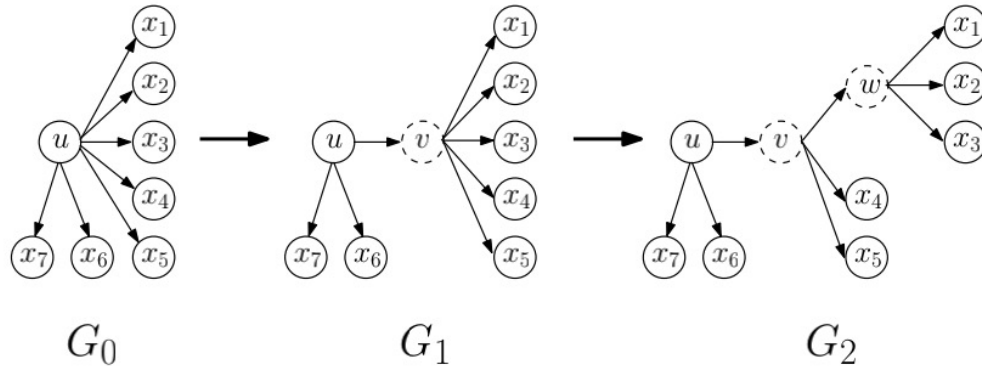 x₁ x₁ x₁
x₂ x₂ w x₂
u x₃ u v x₃ u v x₃
x₄ x₄ x₄
x₇ x₆ x₅ x₇ x₆ x₅ x₇ x₆ x₅
G₀ G₁ G₂